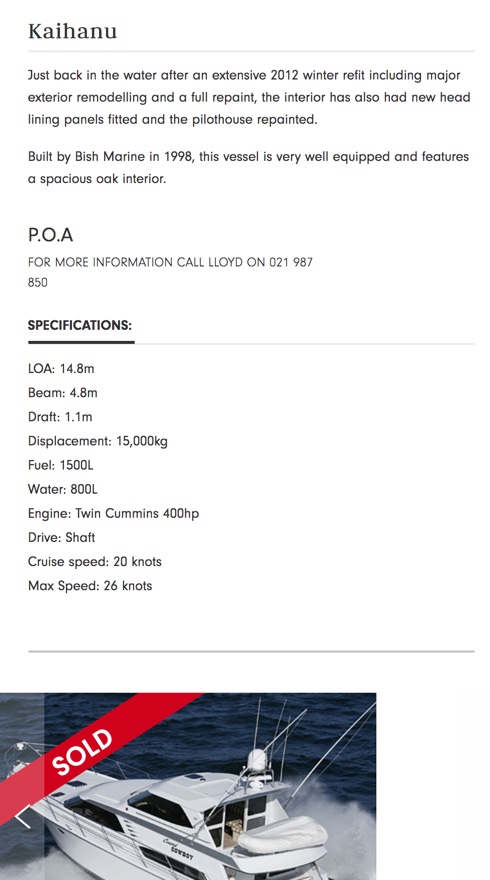 Kaihanu
Just back in the water after an extensive 2012 winter refit including major
exterior remodelling and a full repaint, the interior has also had new head
lining panels fitted and the pilothouse repainted.
Built by Bish Marine in 1998, this vessel is very well equipped and features
a spacious oak interior.
P.O.A
FOR MORE INFORMATION CALL LLOYD ON 021 987
850
SPECIFICATIONS:
LOA: 14.8m
Beam: 4.8m
Draft: 1.1m
Displacement: 15,000kg
Fuel: 1500L
Water: 800L
Engine: Twin Cummins 400hp
Drive: Shaft
Cruise speed: 20 knots
Max Speed: 26 knots
SOLD
COWBOY